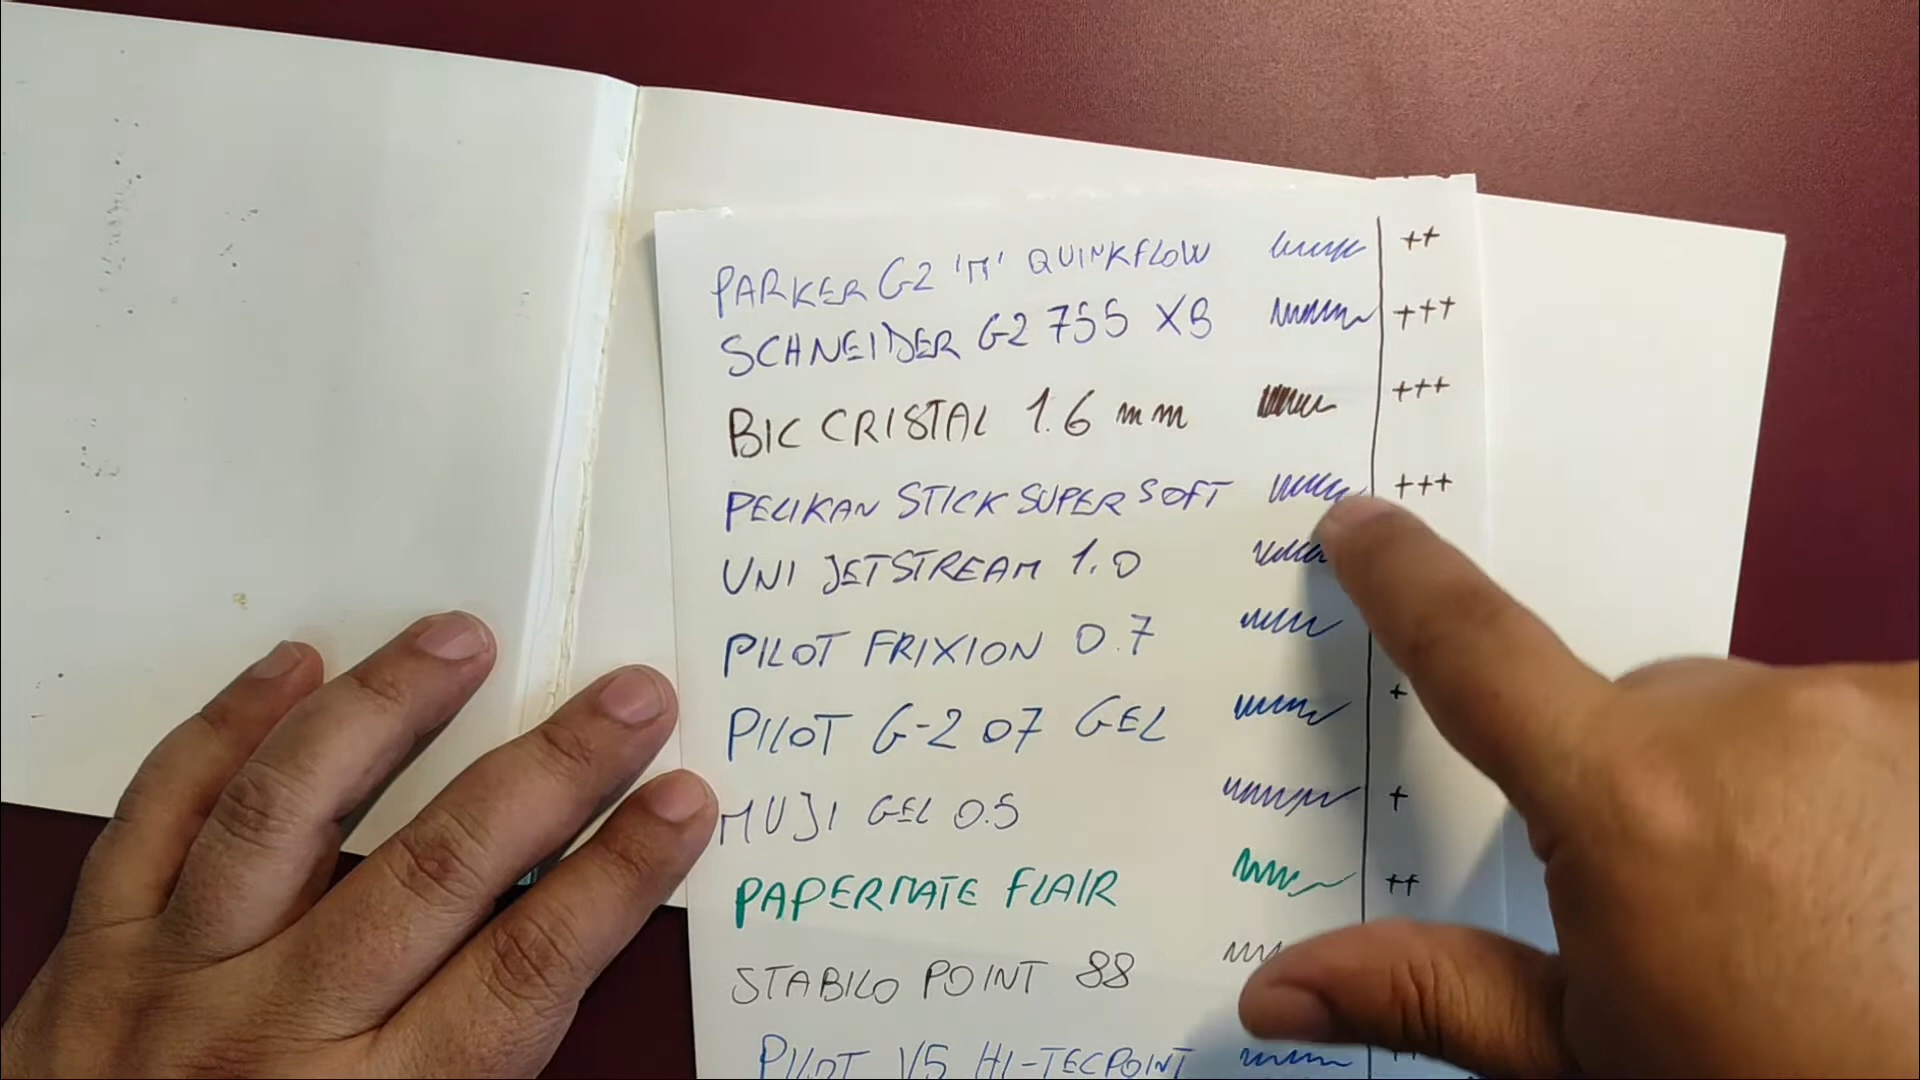 PARKER G2 'M' QUINKFLOW ++
SCHNEIDER G2 755 XB +++
BIC CRISTAL 1.6 mm +++
PELIKAN STICK SUPER SOFT +++
UNI JETSTREAM 1.0
PILOT FRIXION 0.7
PILOT G-2 07 GEL +
MUJI GEL 0.5 +
PAPERMATE FLAIR ++
STABILO POINT 88
PILOT V5 HI-TECPOINT